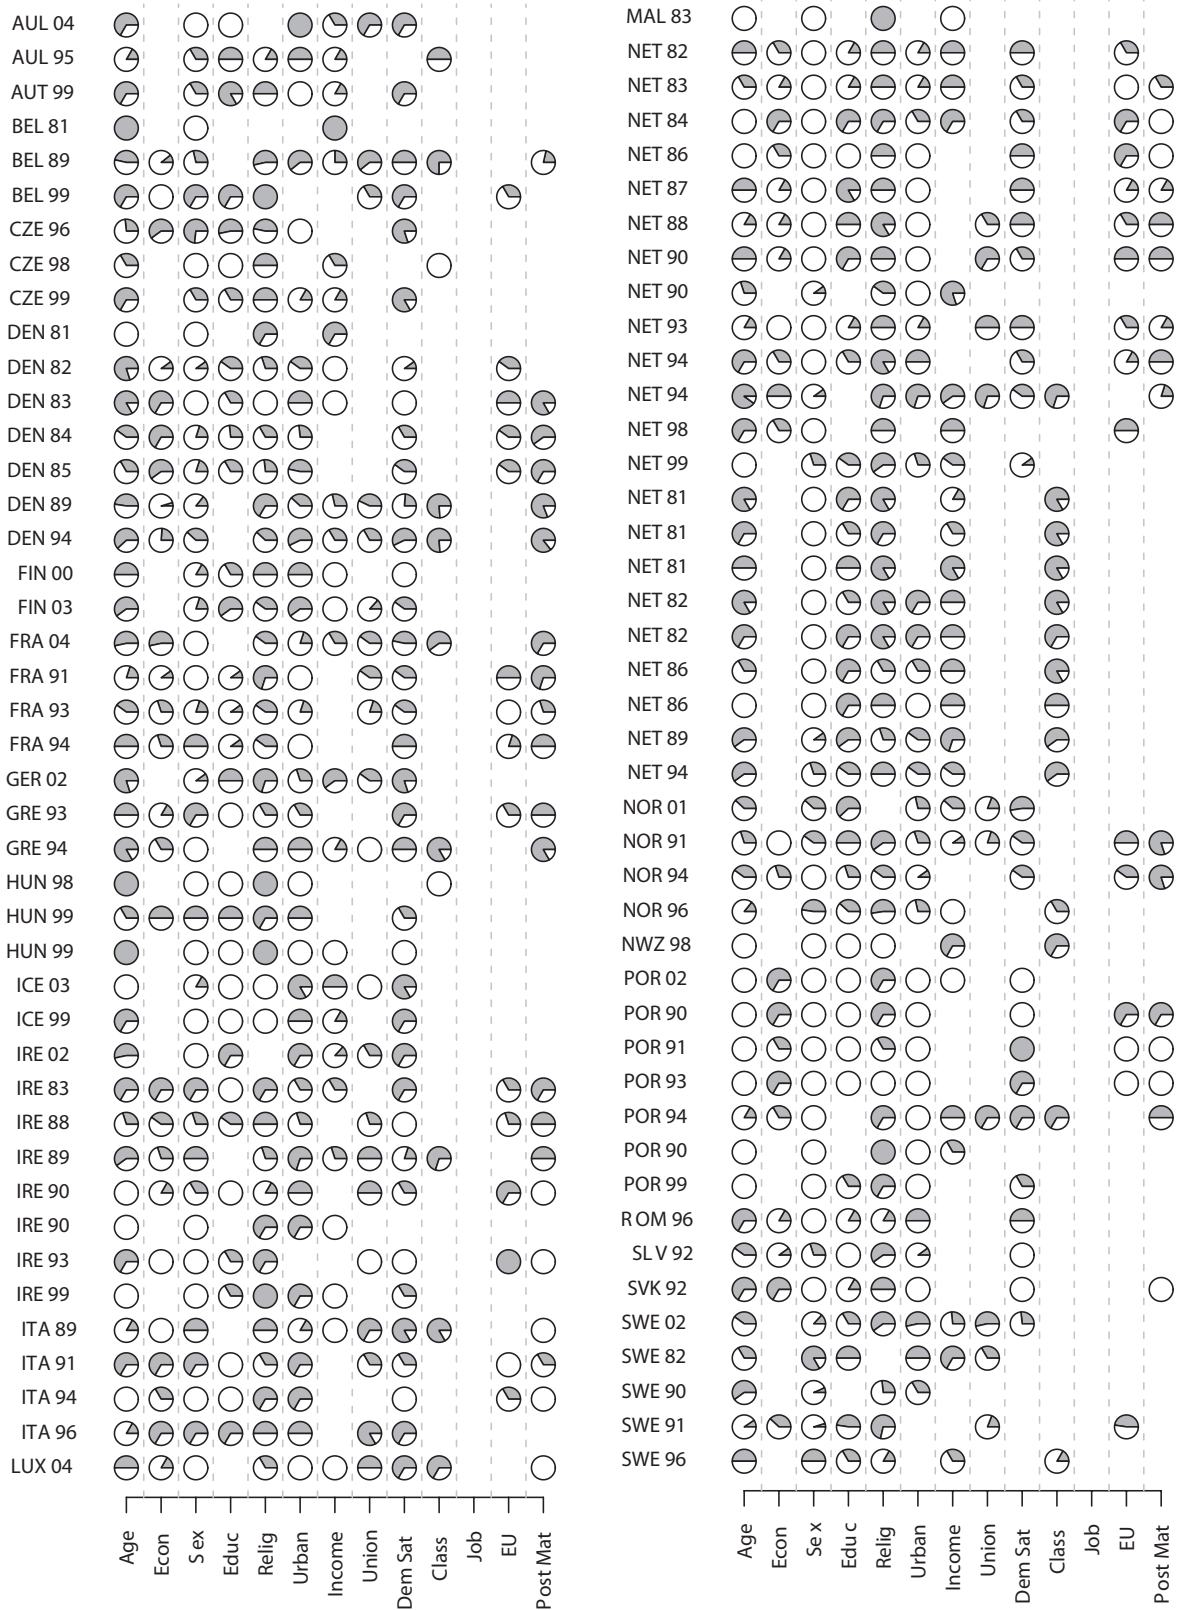 AUL 04
AUL 95
AUT 99
BEL 81
BEL 89
BEL 99
CZE 96
CZE 98
CZE 99
DEN 81
DEN 82
DEN 83
DEN 84
DEN 85
DEN 89
DEN 94
FIN 00
FIN 03
FRA 04
FRA 91
FRA 93
FRA 94
GER 02
GRE 93
GRE 94
HUN 98
HUN 99
HUN 99
ICE 03
ICE 99
IRE 02
IRE 83
IRE 88
IRE 89
IRE 90
IRE 90
IRE 93
IRE 99
ITA 89
ITA 91
ITA 94
ITA 96
LUX 04
Age
Econ
Sex
Educ
Relig
Urban
Income
Union
Dem Sat
Class
Job
EU
Post Mat
MAL 83
NET 82
NET 83
NET 84
NET 86
NET 87
NET 88
NET 90
NET 90
NET 93
NET 94
NET 94
NET 98
NET 99
NET 81
NET 81
NET 81
NET 82
NET 82
NET 86
NET 86
NET 89
NET 94
NOR 01
NOR 91
NOR 94
NOR 96
NWZ 98
POR 02
POR 90
POR 91
POR 93
POR 94
POR 90
POR 99
ROM 96
SLV 92
SVK 92
SWE 02
SWE 82
SWE 90
SWE 91
SWE 96
Age
Econ
Sex
Educ
Relig
Urban
Income
Union
Dem Sat
Class
Job
EU
Post Mat